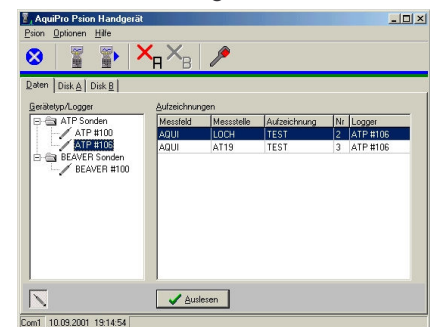 AquiPro Psion Handgerät
Psion Optionen Hilfe
A B
Daten Disk A Disk B
Gerätetyp/Logger
ATP Sonden
ATP #100
ATP #106
BEAVER Sonden
BEAVER #100
Aufzeichnungen
Messfeld Messstelle Aufzeichnung Nr Logger
AQUI LOCH TEST 2 ATP #106
AQUI AT19 TEST 3 ATP #106
Auslesen
Com1 10.09.2001 19:14:54